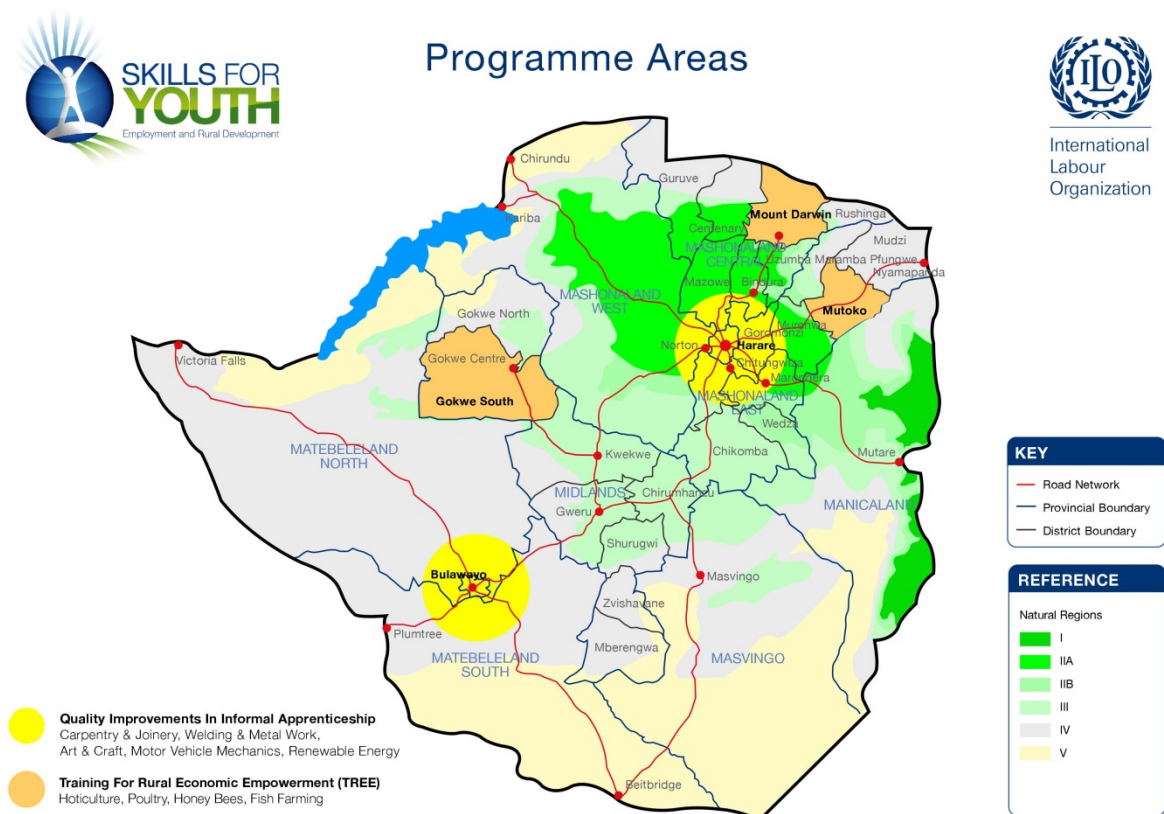 SKILLS FOR
YOUTH
Employment and Rural Development
Programme Areas
ILO
International
Labour
Organization
Chirundu
Kariba
Guruve
Centenary
Mount Darwin
Rushinga
Mudzi
MASHONALAND
CENTRAL
Uzumba Maramba Pfungwe
Nyamapanda
Mazowe
Bindura
MASHONALAND
WEST
Mutoko
Gokwe North
Murehwa
Goromonzi
Norton
Harare
Victoria Falls
Gokwe Centre
Chitungwiza
Marondera
Gokwe South
MASHONALAND
EAST
Wedza
MATEBELELAND
NORTH
Kwekwe
Chikomba
Mutare
MIDLANDS
Chirumhanzu
MANICALAND
Gweru
Shurugwi
Bulawayo
Masvingo
Zvishavane
Plumtree
Mberengwa
MATEBELELAND
SOUTH
MASVINGO
Beitbridge
KEY
Road Network
Provincial Boundary
District Boundary
REFERENCE
Natural Regions
I
IIA
IIB
III
IV
V
Quality Improvements In Informal Apprenticeship
Carpentry & Joinery, Welding & Metal Work,
Art & Craft, Motor Vehicle Mechanics, Renewable Energy
Training For Rural Economic Empowerment (TREE)
Hoticulture, Poultry, Honey Bees, Fish Farming